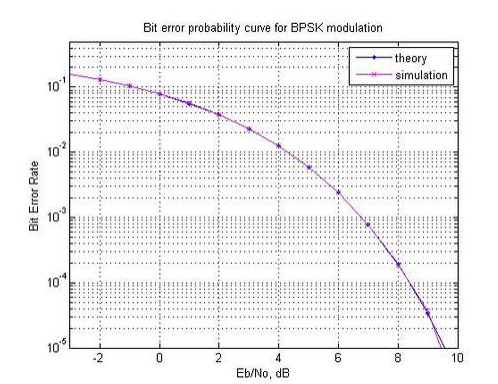 Bit error probability curve for BPSK modulation
theory
simulation
Bit Error Rate
10^-1
10^-2
10^-3
10^-4
10^-5
-2 0 2 4 6 8 10
Eb/No, dB